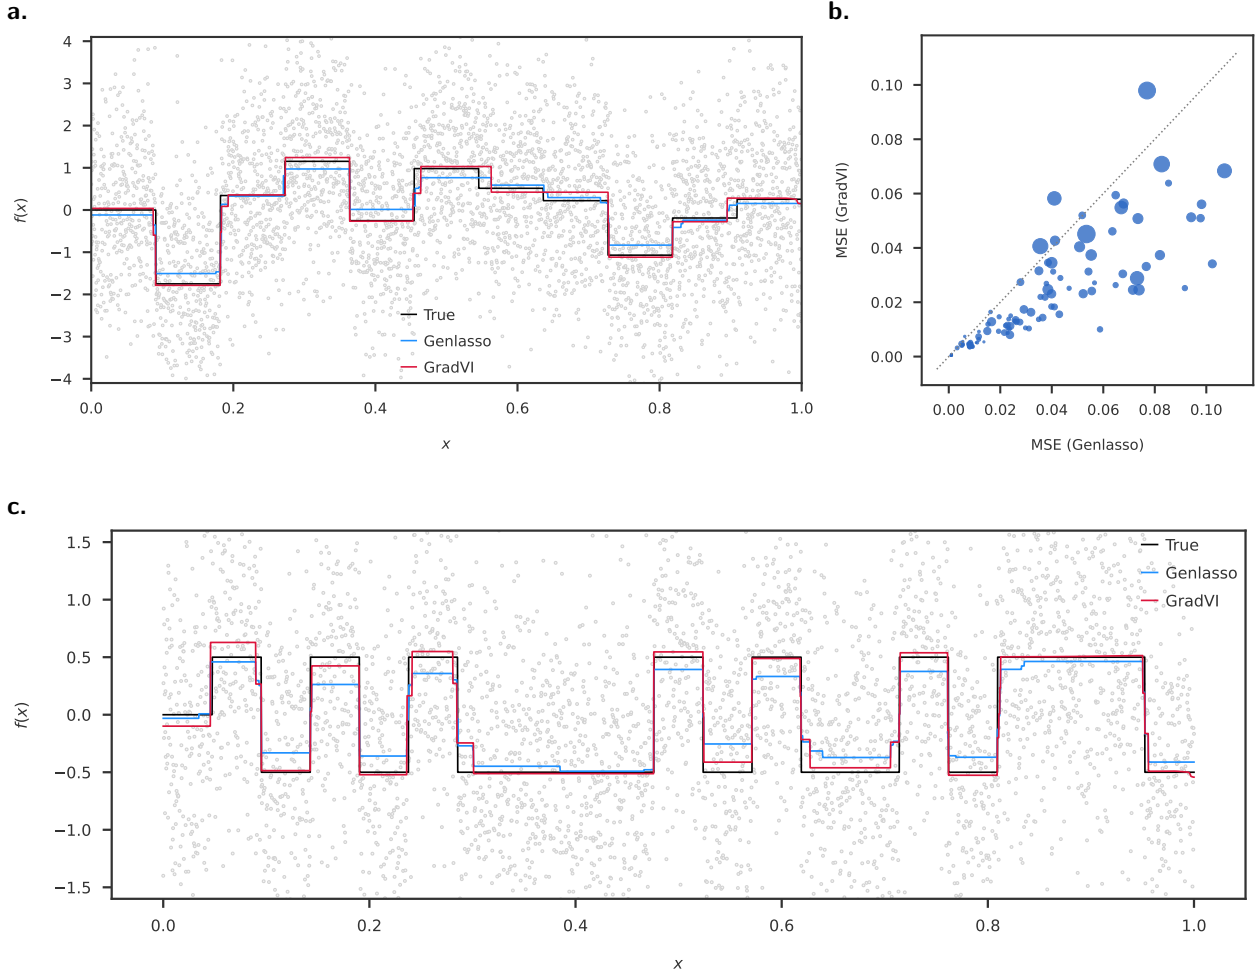 a.
4
3
2
1
0
−1
−2
−3
−4
f(x)
0.0 0.2 0.4 0.6 0.8 1.0
x
True
Genlasso
GradVI
b.
0.10
0.08
0.06
0.04
0.02
0.00
MSE (GradVI)
0.00 0.02 0.04 0.06 0.08 0.10
MSE (Genlasso)
c.
1.5
1.0
0.5
0.0
−0.5
−1.0
−1.5
f(x)
True
Genlasso
GradVI
0.0 0.2 0.4 0.6 0.8 1.0
x